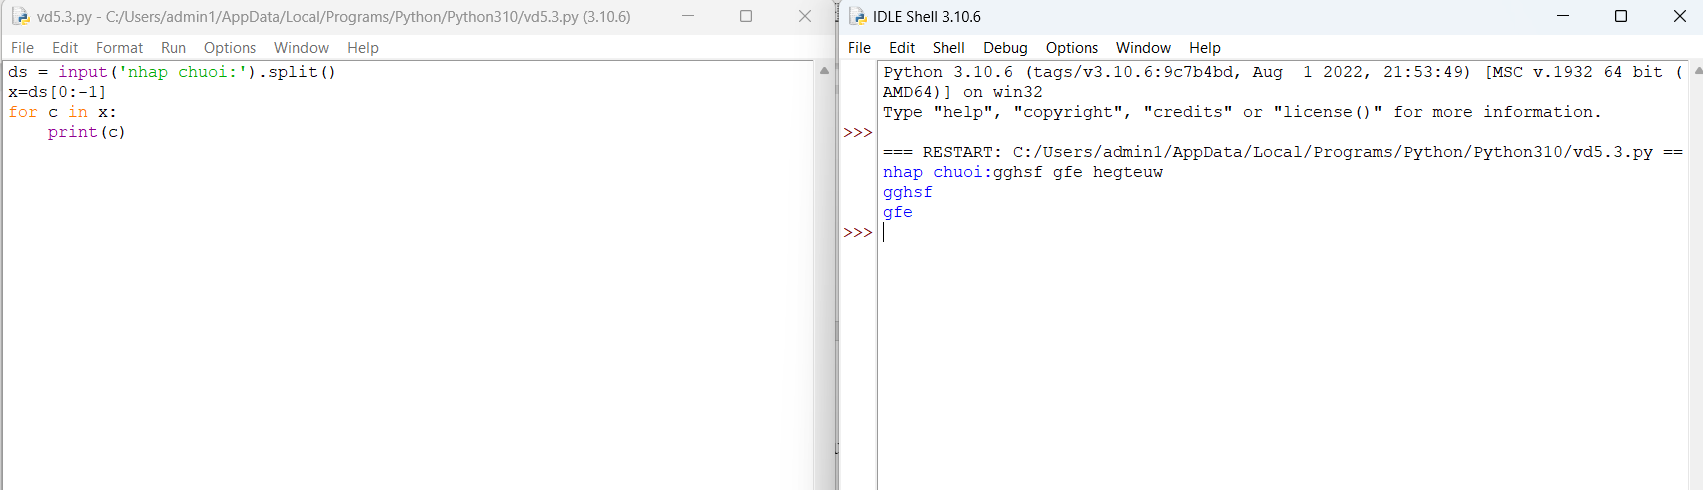 vd5.3.py - C:/Users/admin1/AppData/Local/Programs/Python/Python310/vd5.3.py (3.10.6)
File Edit Format Run Options Window Help
ds = input('nhap chuoi:').split()
x=ds[0:-1]
for c in x:
    print(c)
IDLE Shell 3.10.6
File Edit Shell Debug Options Window Help
Python 3.10.6 (tags/v3.10.6:9c7b4bd, Aug  1 2022, 21:53:49) [MSC v.1932 64 bit (
AMD64)] on win32
Type "help", "copyright", "credits" or "license()" for more information.
>>>
=== RESTART: C:/Users/admin1/AppData/Local/Programs/Python/Python310/vd5.3.py ==
nhap chuoi:gghsf gfe hegteuw
gghsf
gfe
>>>